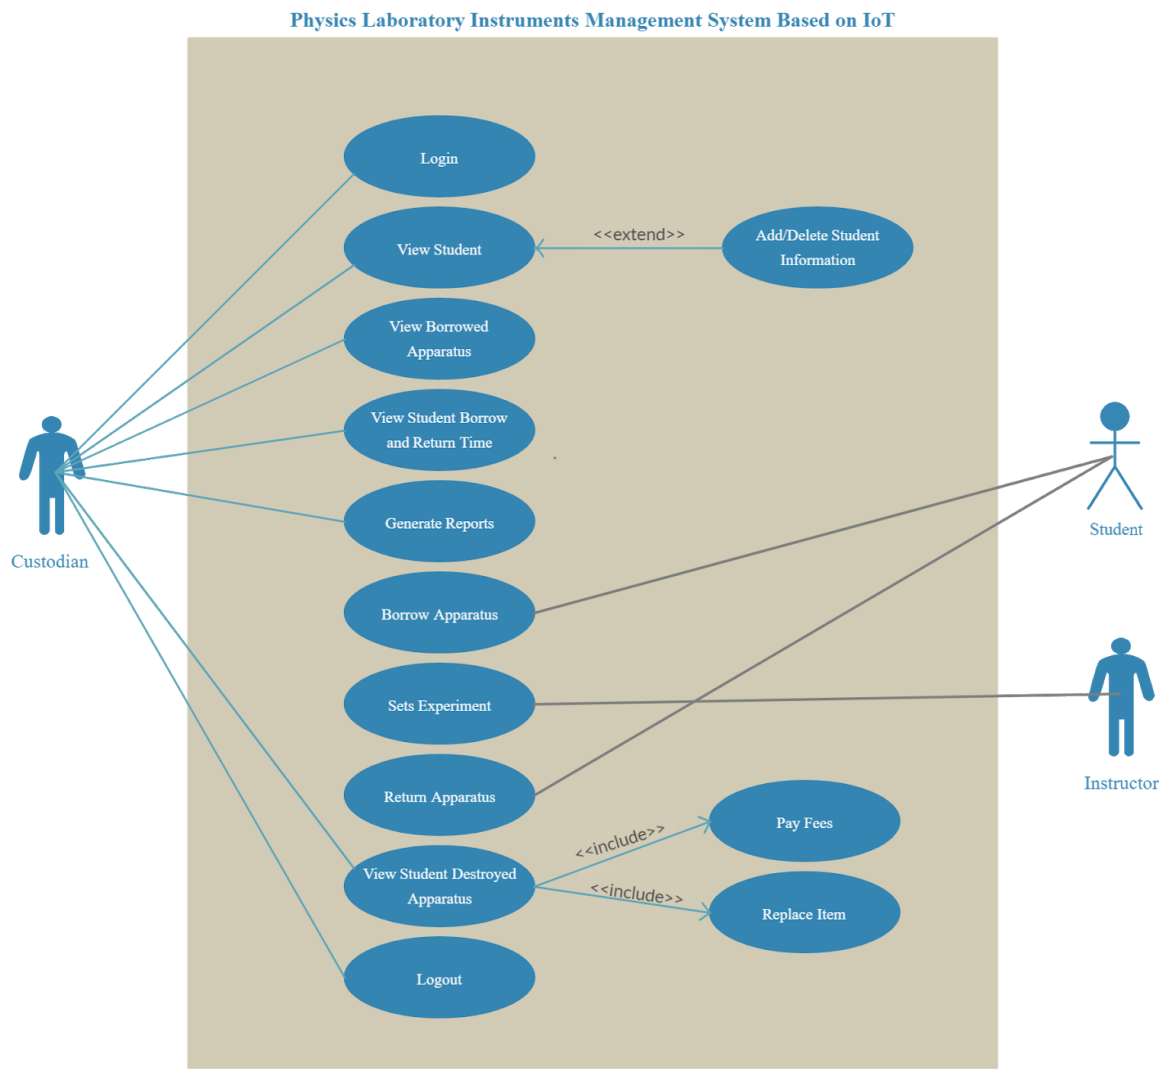 Physics Laboratory Instruments Management System Based on IoT
Login
View Student
<<extend>>
Add/Delete Student
Information
View Borrowed
Apparatus
View Student Borrow
and Return Time
Generate Reports
Custodian
Student
Borrow Apparatus
Sets Experiment
Instructor
Return Apparatus
<<include>>
Pay Fees
View Student Destroyed
Apparatus
<<include>>
Replace Item
Logout